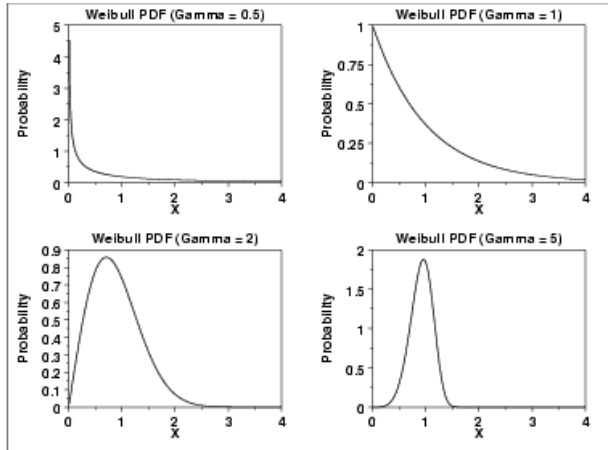 Weibull PDF (Gamma = 0.5)
5
4
3
2
1
0
Probability
0 1 2 3 4
X
Weibull PDF (Gamma = 1)
1
0.75
0.5
0.25
0
Probability
0 1 2 3 4
X
Weibull PDF (Gamma = 2)
0.9
0.8
0.7
0.6
0.5
0.4
0.3
0.2
0.1
0
Probability
0 1 2 3 4
X
Weibull PDF (Gamma = 5)
2
1.5
1
0.5
0
Probability
0 1 2 3 4
X